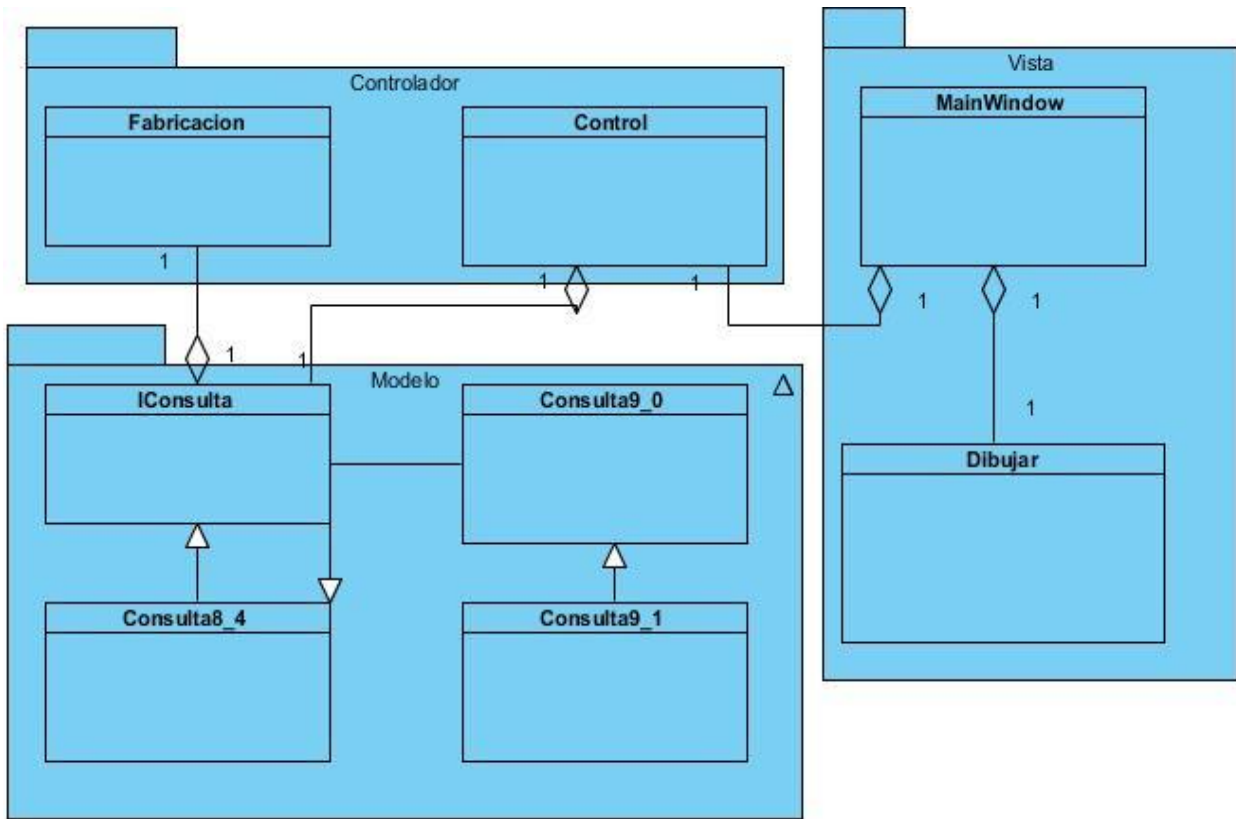 Controlador
Fabricacion
Control
1
1
1
1
1
Modelo
Δ
IConsulta
Consulta9_0
Consulta8_4
Consulta9_1
Vista
MainWindow
1
1
1
Dibujar